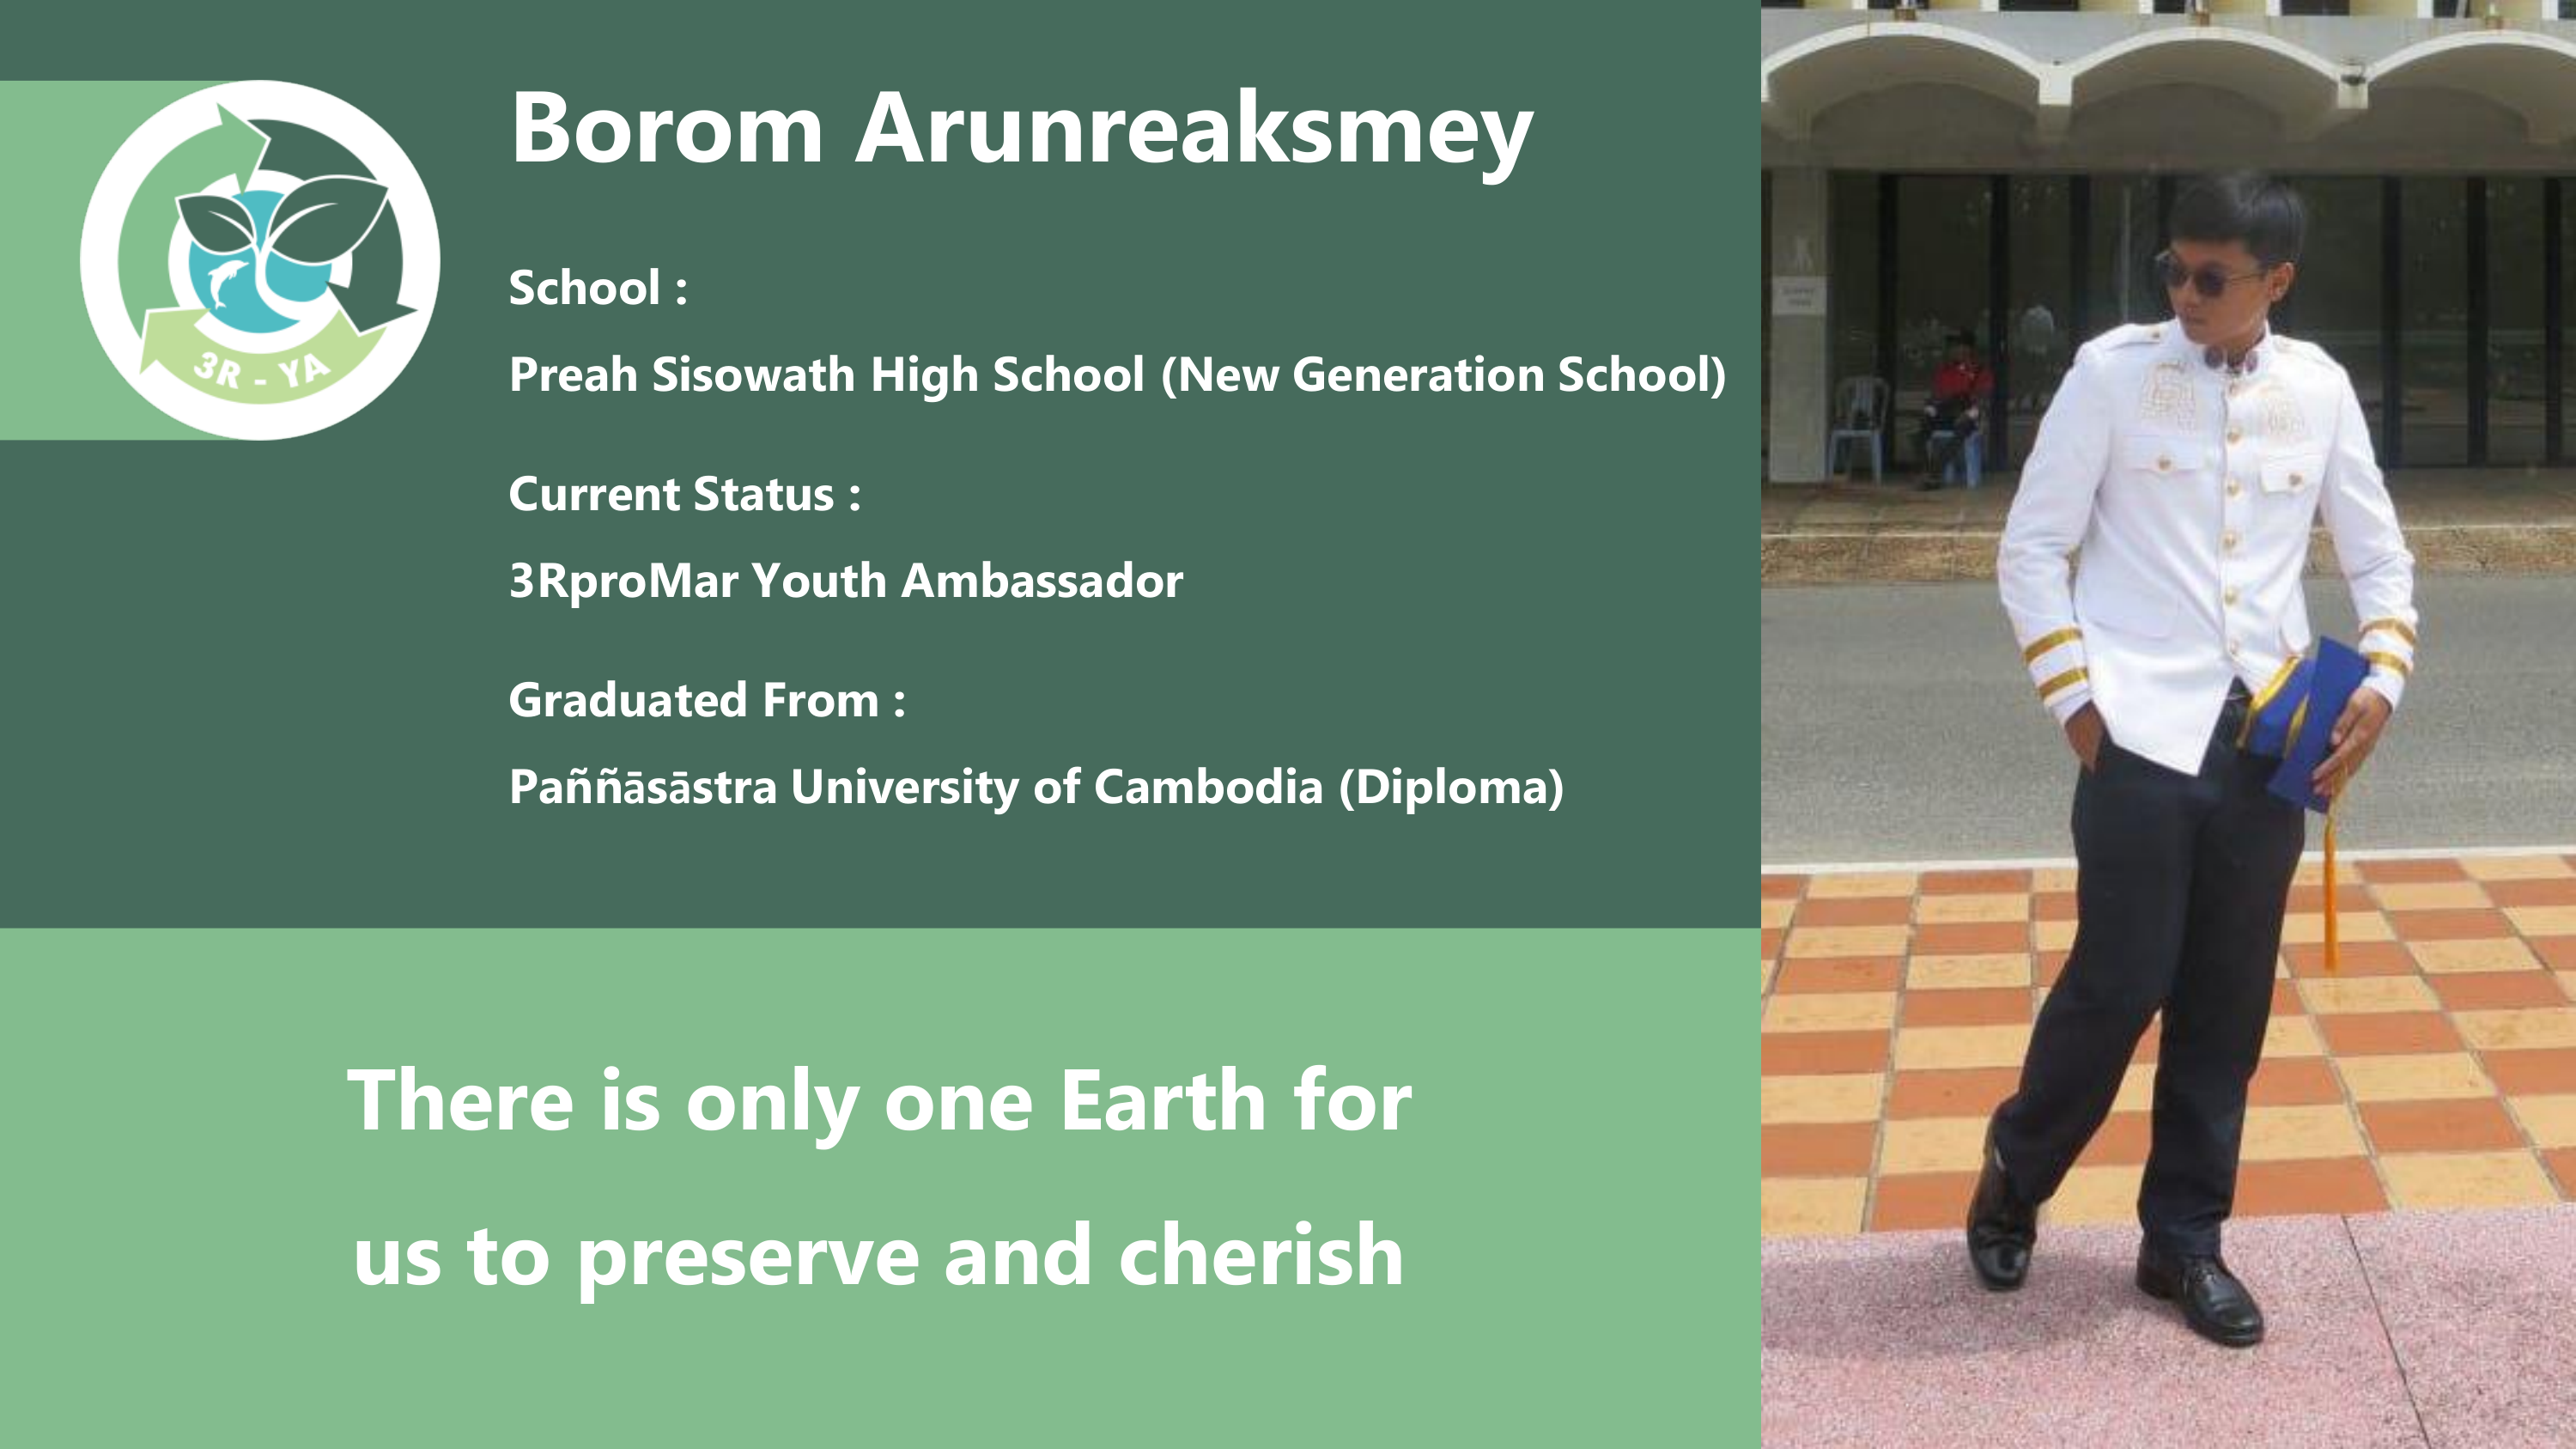 Borom Arunreaksmey
School :
Preah Sisowath High School (New Generation School)
Current Status :
3RproMar Youth Ambassador
Graduated From :
Paññāsāstra University of Cambodia (Diploma)
3R - YA
There is only one Earth for
us to preserve and cherish